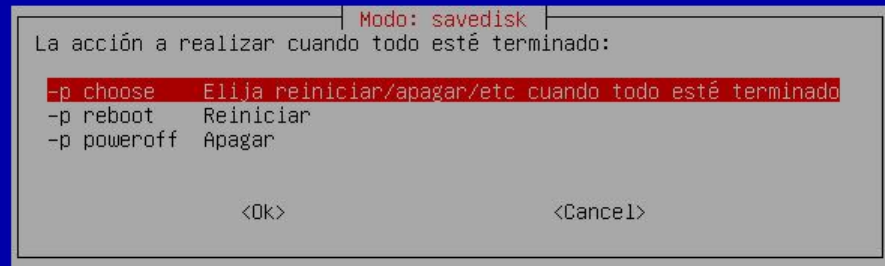 Modo: savedisk
La acción a realizar cuando todo esté terminado:
-p choose Elija reiniciar/apagar/etc cuando todo esté terminado
-p reboot Reiniciar
-p poweroff Apagar
<Ok> <Cancel>